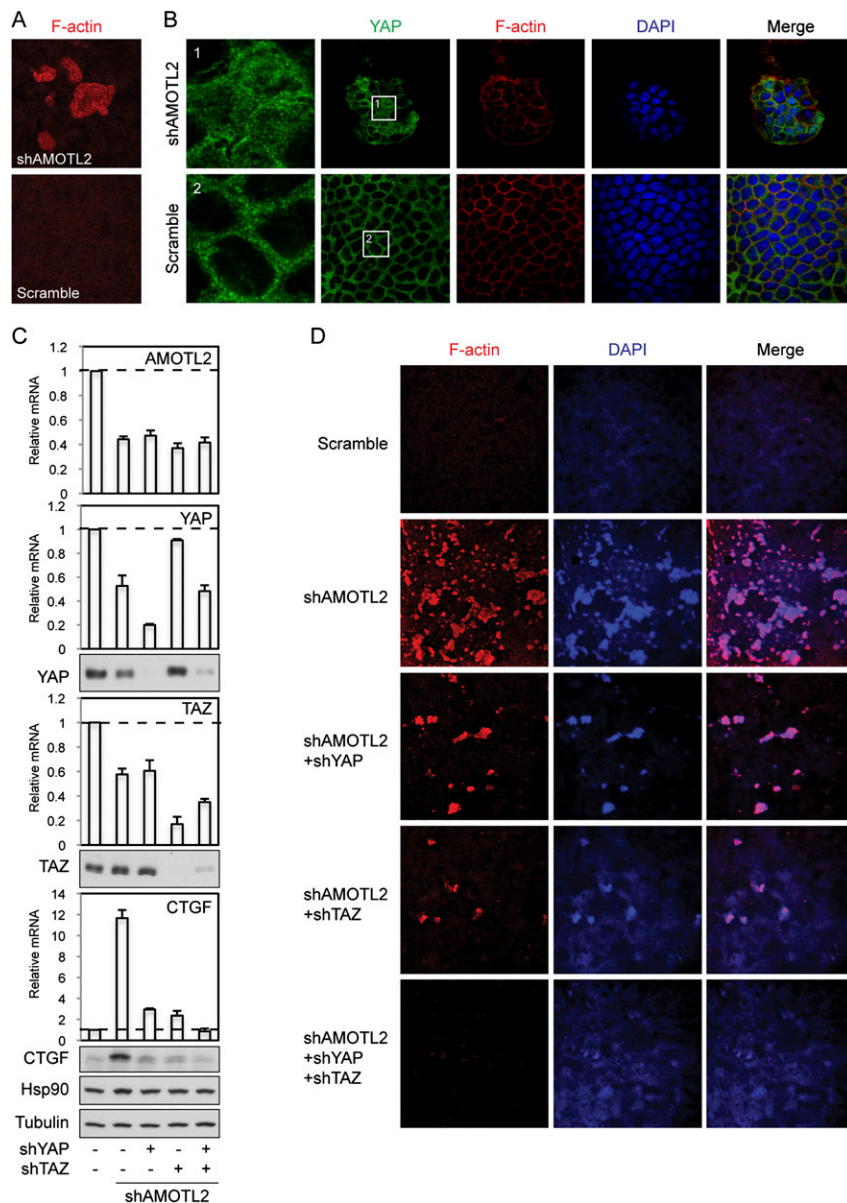 A
F-actin
shAMOTL2
Scramble
B
YAP
F-actin
DAPI
Merge
shAMOTL2
1
1
Scramble
2
2
C
1.2
1
0.8
0.6
0.4
0.2
0
Relative mRNA
AMOTL2
1.2
1
0.8
0.6
0.4
0.2
0
Relative mRNA
YAP
YAP
1.2
1
0.8
0.6
0.4
0.2
0
Relative mRNA
TAZ
TAZ
14
12
10
8
6
4
2
0
Relative mRNA
CTGF
CTGF
Hsp90
Tubulin
shYAP - - + - +
shTAZ - - - + +
shAMOTL2
D
F-actin
DAPI
Merge
Scramble
shAMOTL2
shAMOTL2
+shYAP
shAMOTL2
+shTAZ
shAMOTL2
+shYAP
+shTAZ